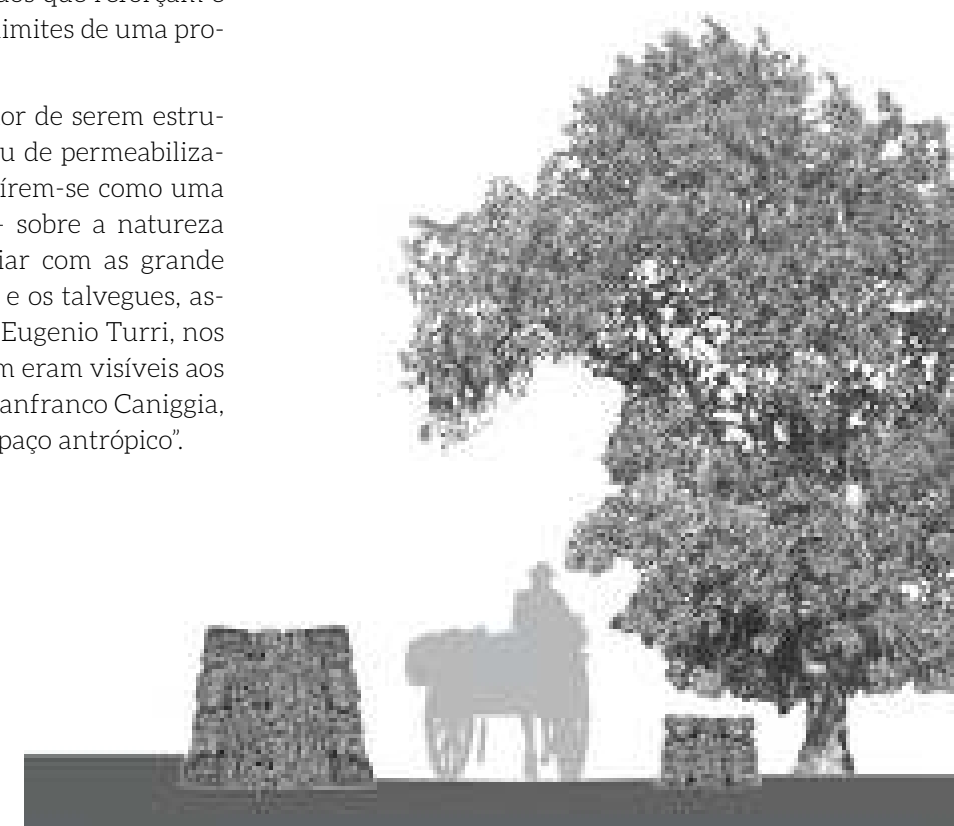 imites de uma pro-
or de serem estru-
u de permeabiliza-
írem-se como uma
sobre a natureza
iar com as grande
e os talvegues, as-
Eugenio Turri, nos
m eram visíveis aos
anfranco Caniggia,
paço antrópico”.